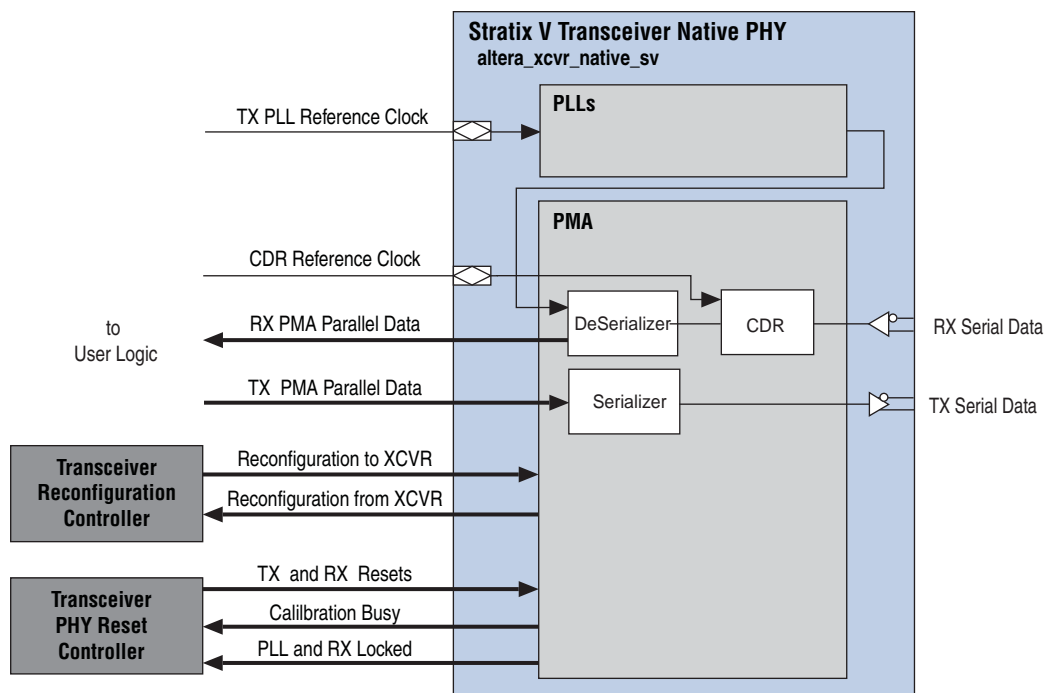 Stratix V Transceiver Native PHY
altera_xcvr_native_sv
PLLs
TX PLL Reference Clock
PMA
CDR Reference Clock
DeSerializer
CDR
RX PMA Parallel Data
RX Serial Data
to
User Logic
TX PMA Parallel Data
Serializer
TX Serial Data
Transceiver
Reconfiguration
Controller
Reconfiguration to XCVR
Reconfiguration from XCVR
Transceiver
PHY Reset
Controller
TX and RX Resets
Calilbration Busy
PLL and RX Locked